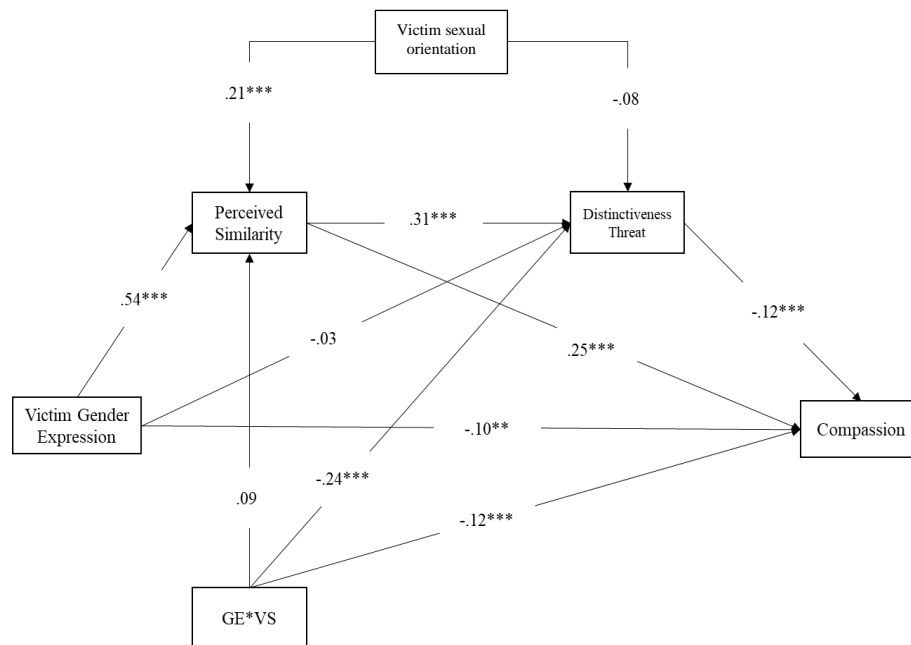 Victim sexual
orientation
.21***
-.08
Perceived
Similarity
.31***
Distinctiveness
Threat
.54***
-.03
.25***
-.12***
Victim Gender
Expression
-.10**
Compassion
.09
-.24***
-.12***
GE*VS